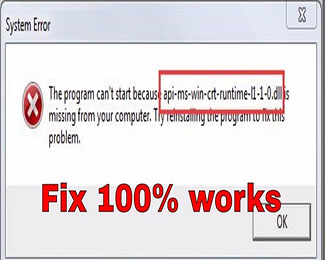 System Error
The program can't start because api-ms-win-crt-runtime-l1-1-0.dll is
missing from your computer. Try reinstalling the program to fix this
problem.
Fix 100% works
OK